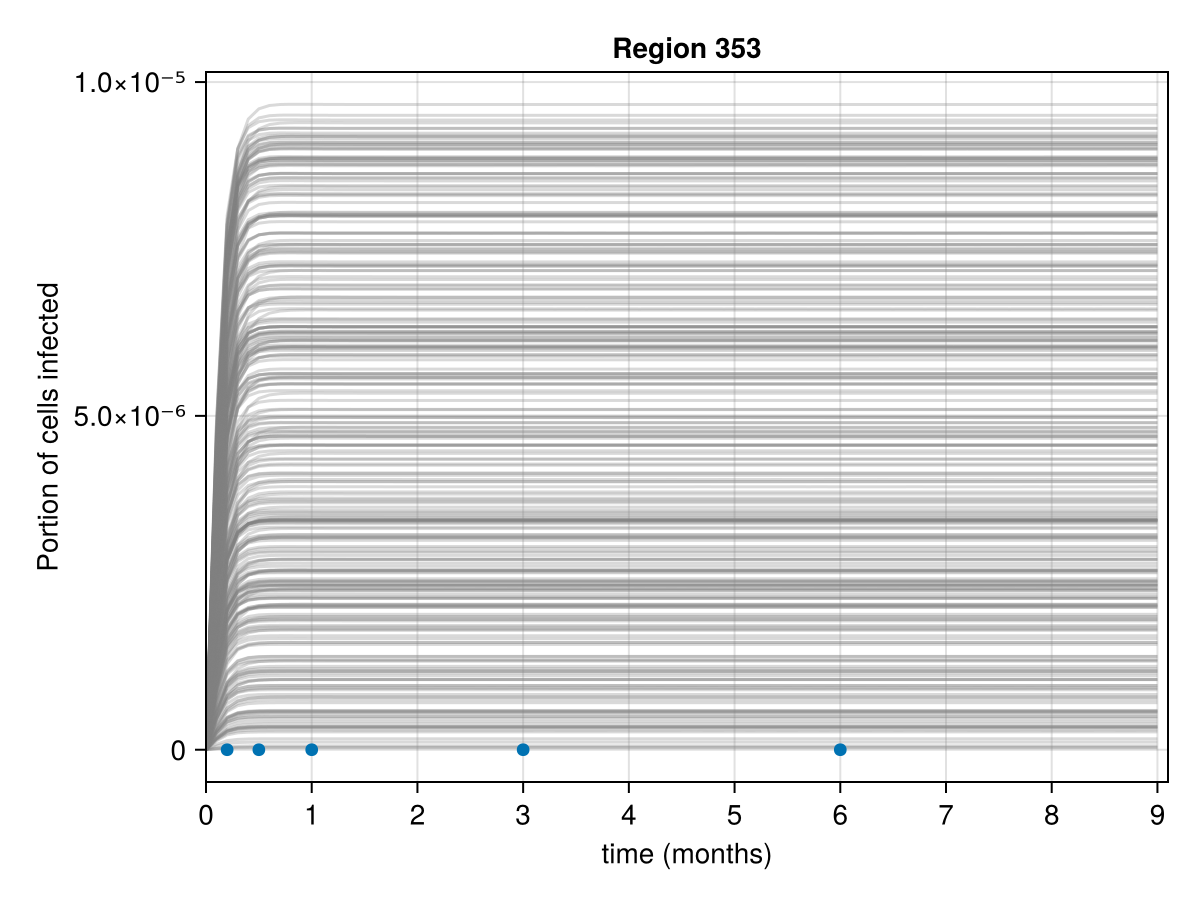 Region 353
1.0×10⁻⁵
5.0×10⁻⁶
0
Portion of cells infected
0 1 2 3 4 5 6 7 8 9
time (months)